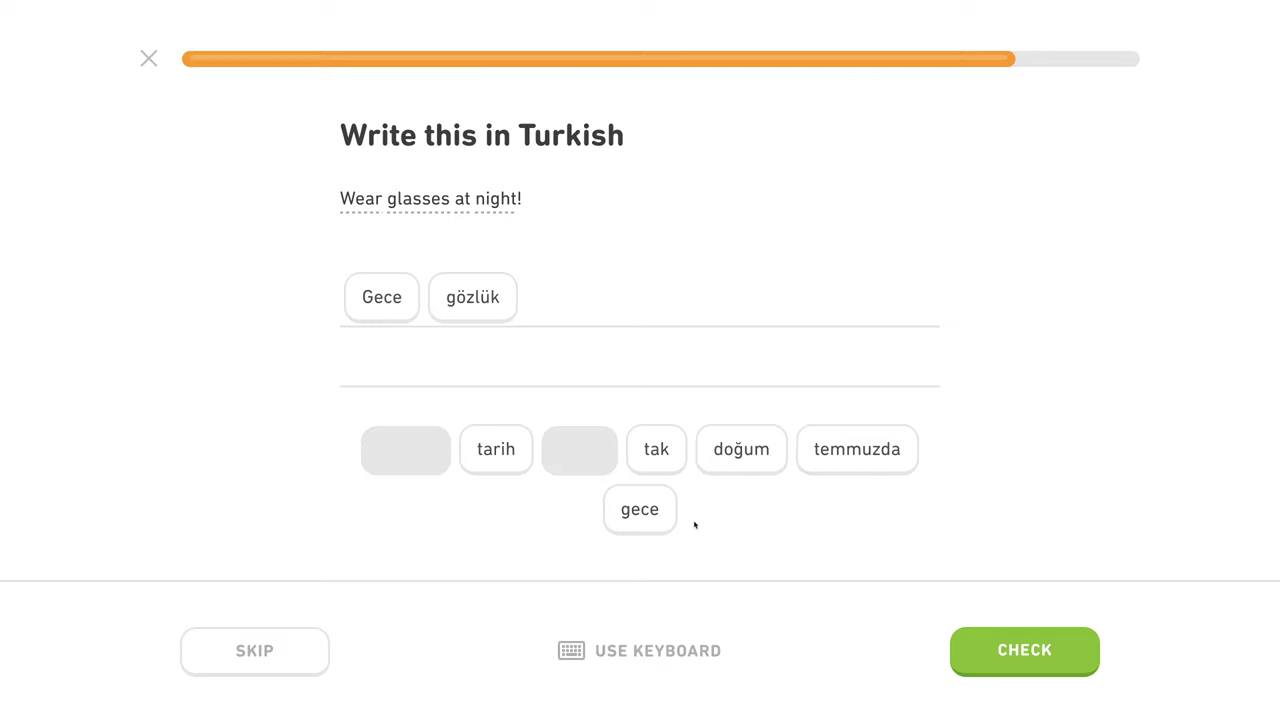 Write this in Turkish
Wear glasses at night!
Gece gözlük
tarih tak doğum temmuzda
gece
SKIP USE KEYBOARD CHECK